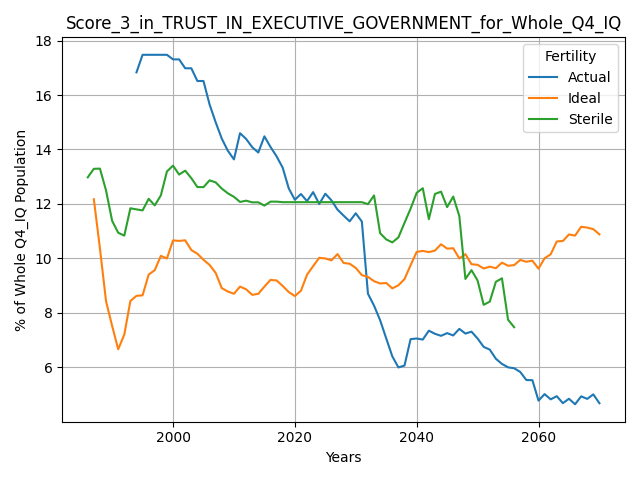 Score_3_in_TRUST_IN_EXECUTIVE_GOVERNMENT_for_Whole_Q4_IQ
% of Whole Q4_IQ Population
18
16
14
12
10
8
6
Fertility
Actual
Ideal
Sterile
2000
2020
2040
2060
Years